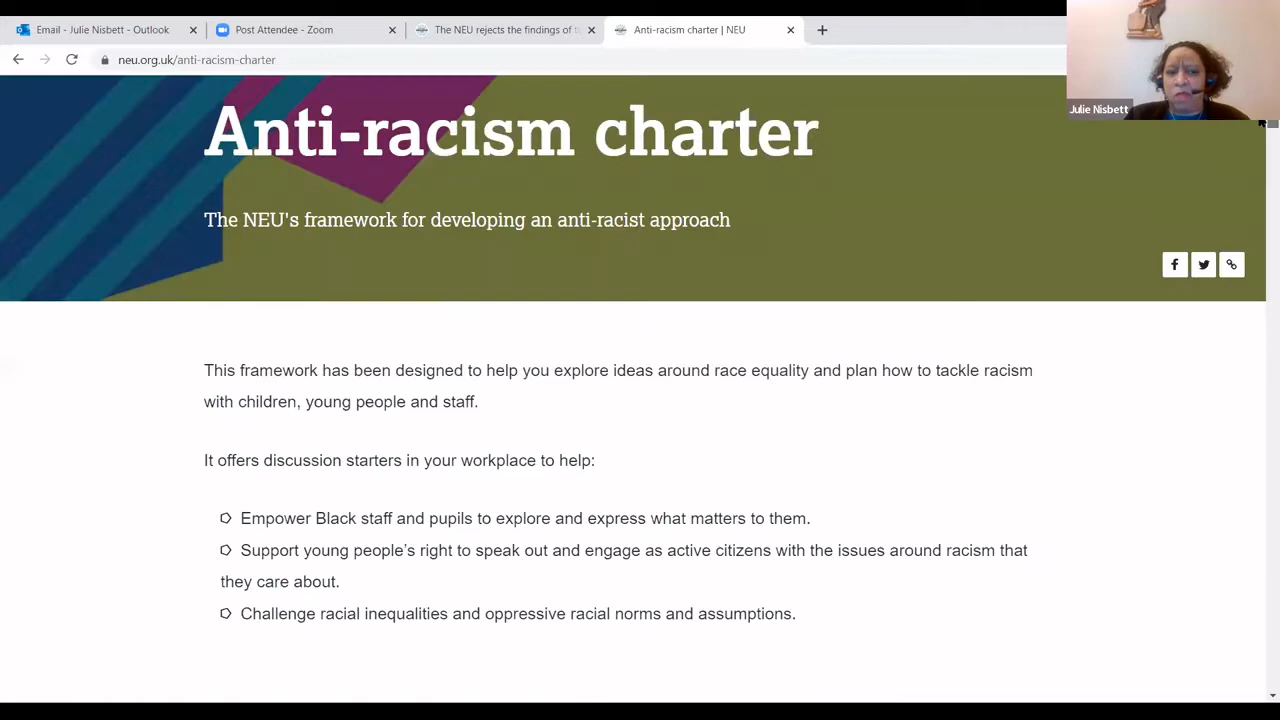 Email - Julie Nisbett - Outlook
Post Attendee - Zoom
The NEU rejects the findings of
Anti-racism charter | NEU
neu.org.uk/anti-racism-charter
Julie Nisbett
Anti-racism charter
The NEU's framework for developing an anti-racist approach
This framework has been designed to help you explore ideas around race equality and plan how to tackle racism
with children, young people and staff.
It offers discussion starters in your workplace to help:
Empower Black staff and pupils to explore and express what matters to them.
Support young people’s right to speak out and engage as active citizens with the issues around racism that
they care about.
Challenge racial inequalities and oppressive racial norms and assumptions.